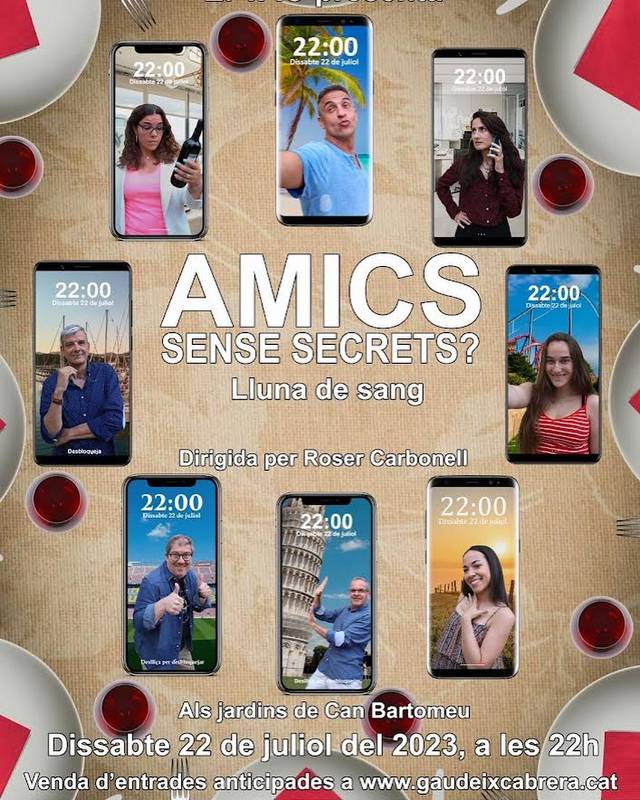 presenta:
22:00
Dissabte 22 de juliol
22:00
Dissabte 22 de juliol
22:00
Dissabte 22 de juliol
AMICS
SENSE SECRETS?
Lluna de sang
22:00
Dissabte 22 de juliol
Desbloqueja
22:00
Dissabte 22 de juliol
Dirigida per Roser Carbonell
22:00
Dissabte 22 de juliol
Deslliça per desbloquejar
22:00
Dissabte 22 de juliol
22:00
Dissabte 22 de juliol
Als jardins de Can Bartomeu
Dissabte 22 de juliol del 2023, a les 22h
Venda d'entrades anticipades a www.gaudeixcabrera.cat